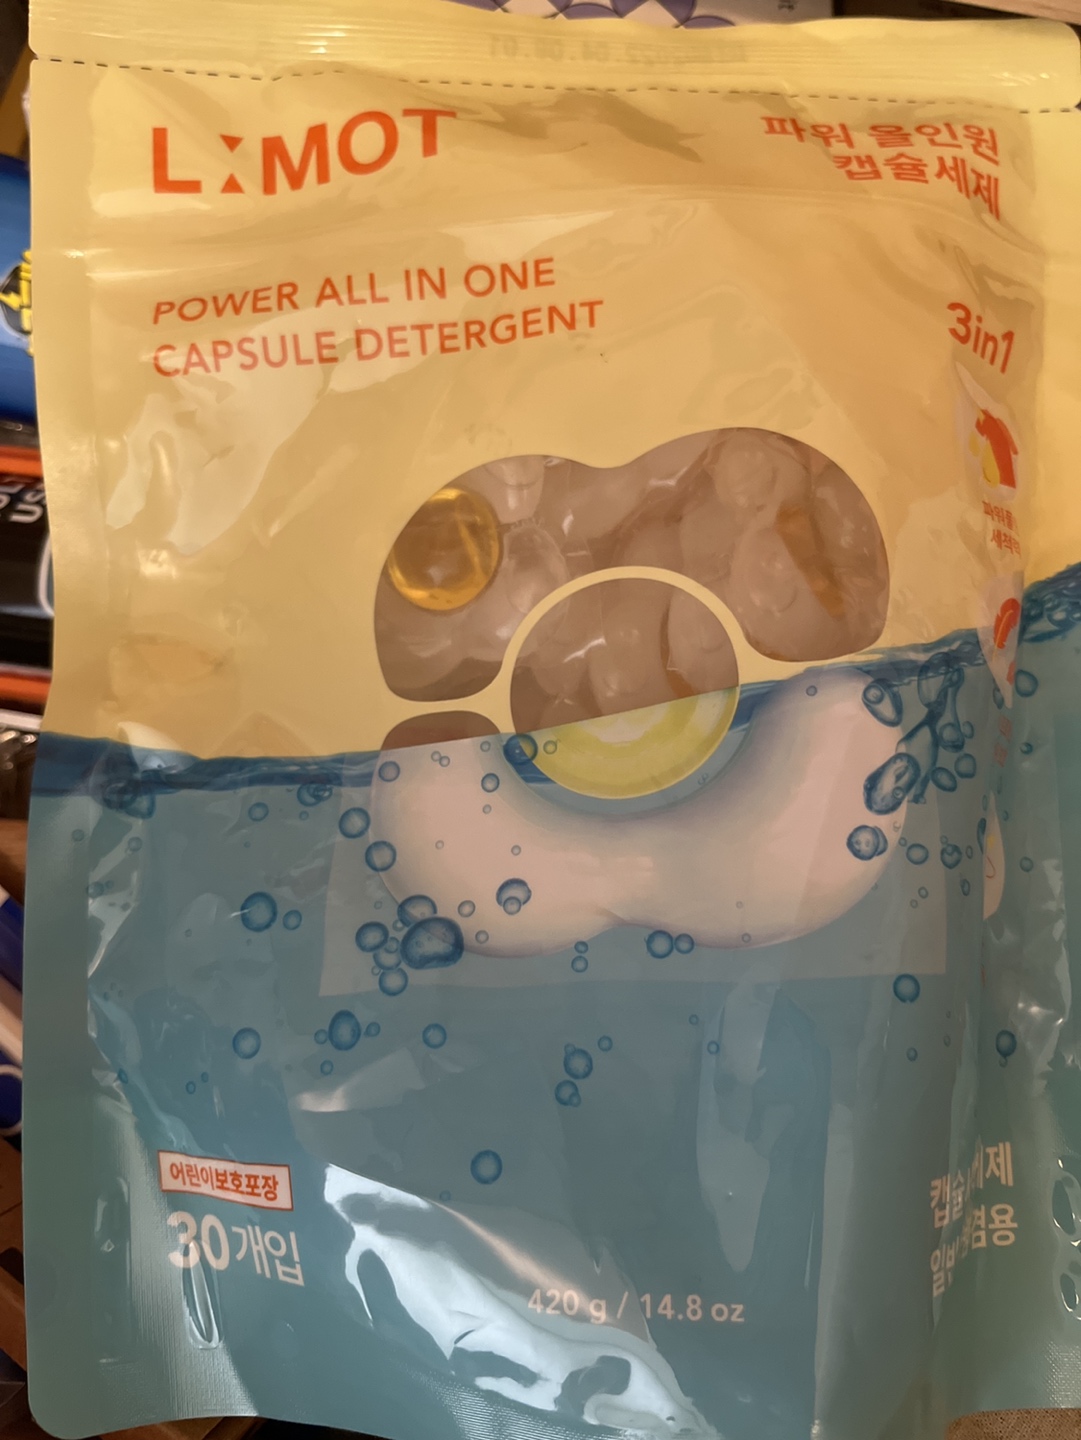 L:MOT
파워 올인원
캡슐세제
POWER ALL IN ONE
CAPSULE DETERGENT
3in1
어린이보호포장
30개입
420 g / 14.8 oz